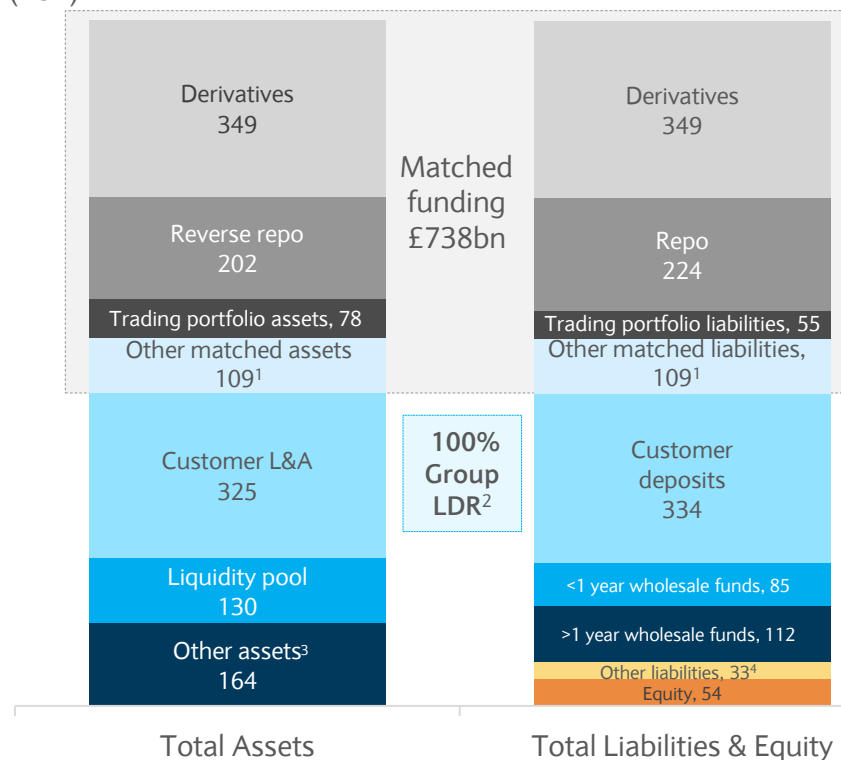 Derivatives
349
Reverse repo
202
Trading portfolio assets, 78
Other matched assets
109¹
Customer L&A
325
Liquidity pool
130
Other assets³
164
Matched
funding
£738bn
100%
Group
LDR²
Derivatives
349
Repo
224
Trading portfolio liabilities, 55
Other matched liabilities,
109¹
Customer
deposits
334
<1 year wholesale funds, 85
>1 year wholesale funds, 112
Other liabilities, 33⁴
Equity, 54
Total Assets
Total Liabilities & Equity